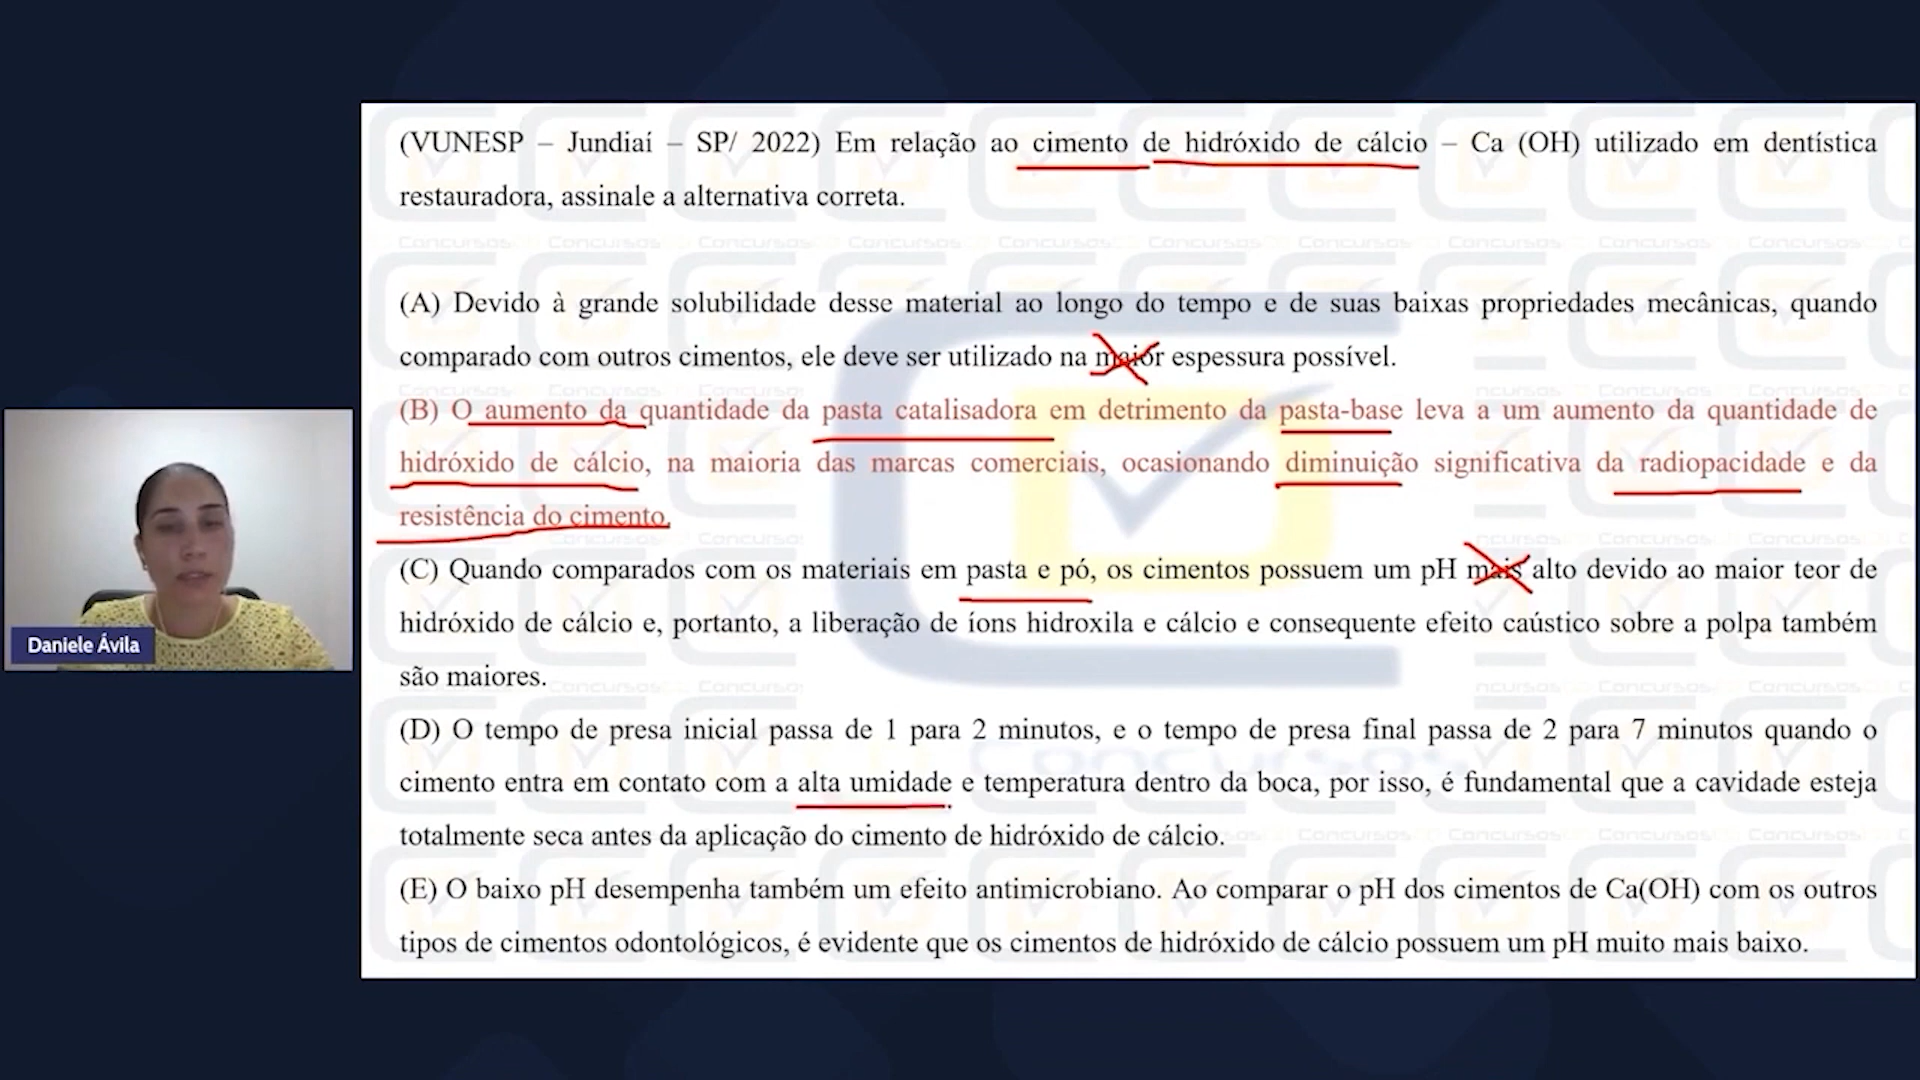 (VUNESP – Jundiaí – SP/ 2022) Em relação ao cimento de hidróxido de cálcio – Ca (OH) utilizado em dentística
restauradora, assinale a alternativa correta.
(A) Devido à grande solubilidade desse material ao longo do tempo e de suas baixas propriedades mecânicas, quando
comparado com outros cimentos, ele deve ser utilizado na maior espessura possível.
(B) O aumento da quantidade da pasta catalisadora em detrimento da pasta-base leva a um aumento da quantidade de
hidróxido de cálcio, na maioria das marcas comerciais, ocasionando diminuição significativa da radiopacidade e da
resistência do cimento.
(C) Quando comparados com os materiais em pasta e pó, os cimentos possuem um pH mais alto devido ao maior teor de
hidróxido de cálcio e, portanto, a liberação de íons hidroxila e cálcio e consequente efeito caústico sobre a polpa também
são maiores.
(D) O tempo de presa inicial passa de 1 para 2 minutos, e o tempo de presa final passa de 2 para 7 minutos quando o
cimento entra em contato com a alta umidade e temperatura dentro da boca, por isso, é fundamental que a cavidade esteja
totalmente seca antes da aplicação do cimento de hidróxido de cálcio.
(E) O baixo pH desempenha também um efeito antimicrobiano. Ao comparar o pH dos cimentos de Ca(OH) com os outros
tipos de cimentos odontológicos, é evidente que os cimentos de hidróxido de cálcio possuem um pH muito mais baixo.
Daniele Ávila